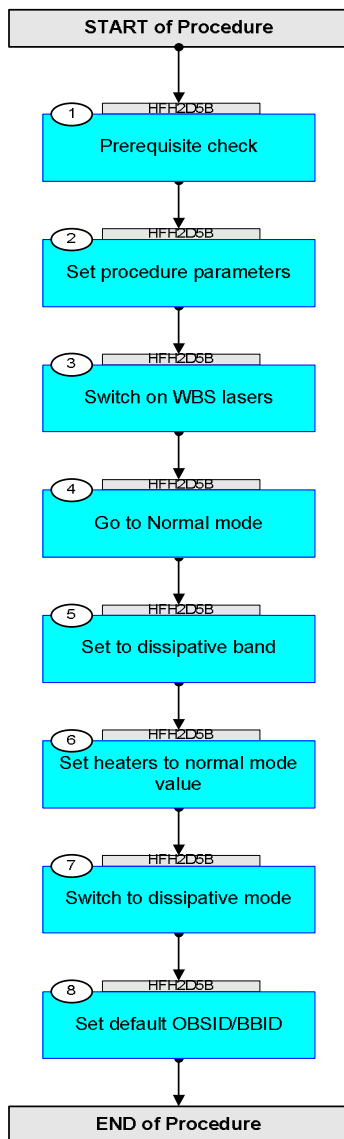 START of Procedure
HFH2D5B
1
Prerequisite check
HFH2D5B
2
Set procedure parameters
HFH2D5B
3
Switch on WBS lasers
HFH2D5B
4
Go to Normal mode
HFH2D5B
5
Set to dissipative band
HFH2D5B
6
Set heaters to normal mode
value
HFH2D5B
7
Switch to dissipative mode
HFH2D5B
8
Set default OBSID/BBID
END of Procedure